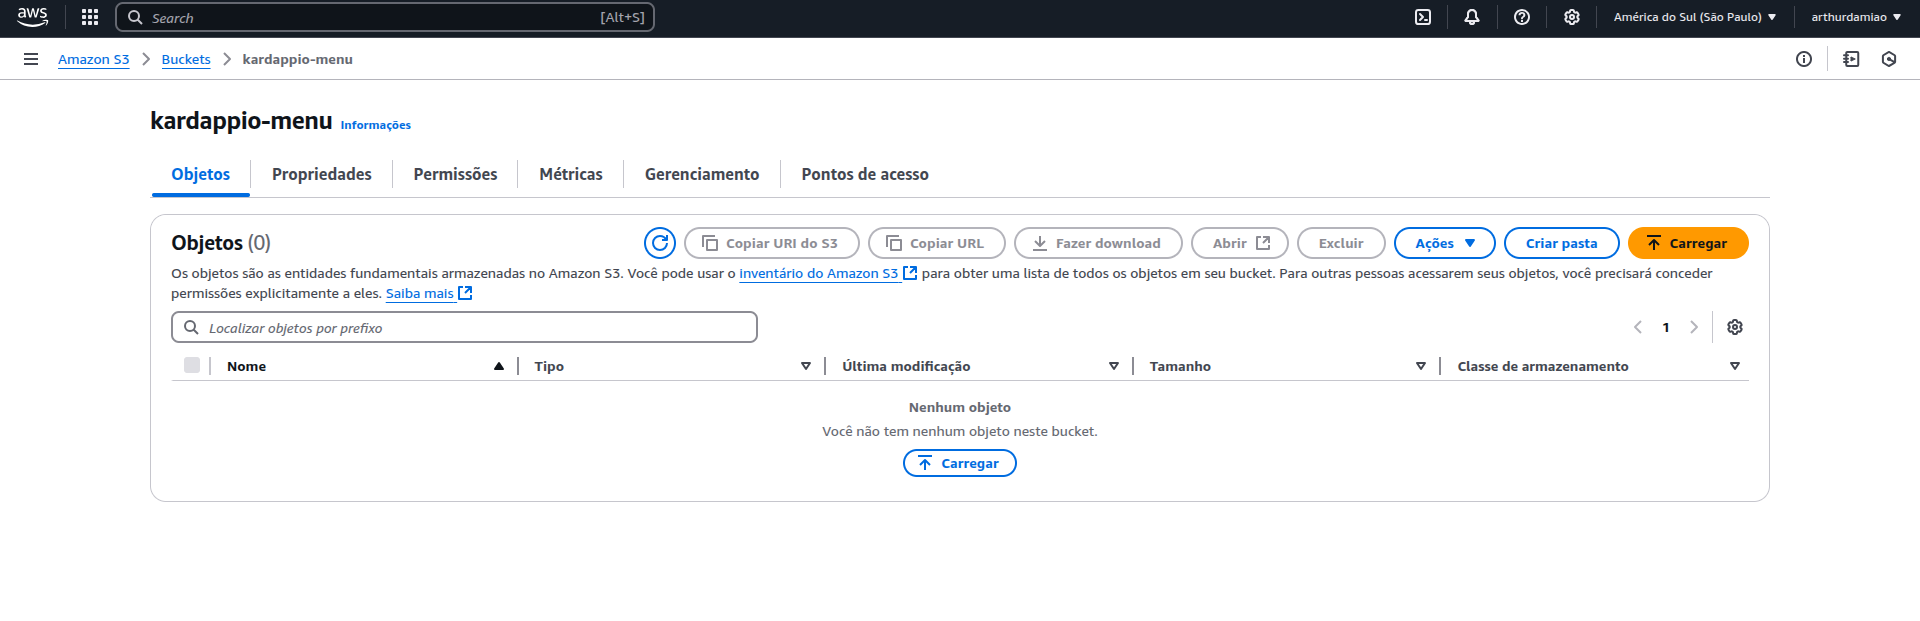 aws Search [Alt+S] América do Sul (São Paulo) arthurdamiao
Amazon S3 Buckets kardappio-menu
kardappio-menu Informações
Objetos Propriedades Permissões Métricas Gerenciamento Pontos de acesso
Objetos (0) Copiar URI do S3 Copiar URL Fazer download Abrir Excluir Ações Criar pasta Carregar
Os objetos são as entidades fundamentais armazenadas no Amazon S3. Você pode usar o inventário do Amazon S3 para obter uma lista de todos os objetos em seu bucket. Para outras pessoas acessarem seus objetos, você precisará conceder
permissões explicitamente a eles. Saiba mais
Localizar objetos por prefixo 1
Nome Tipo Última modificação Tamanho Classe de armazenamento
Nenhum objeto
Você não tem nenhum objeto neste bucket.
Carregar